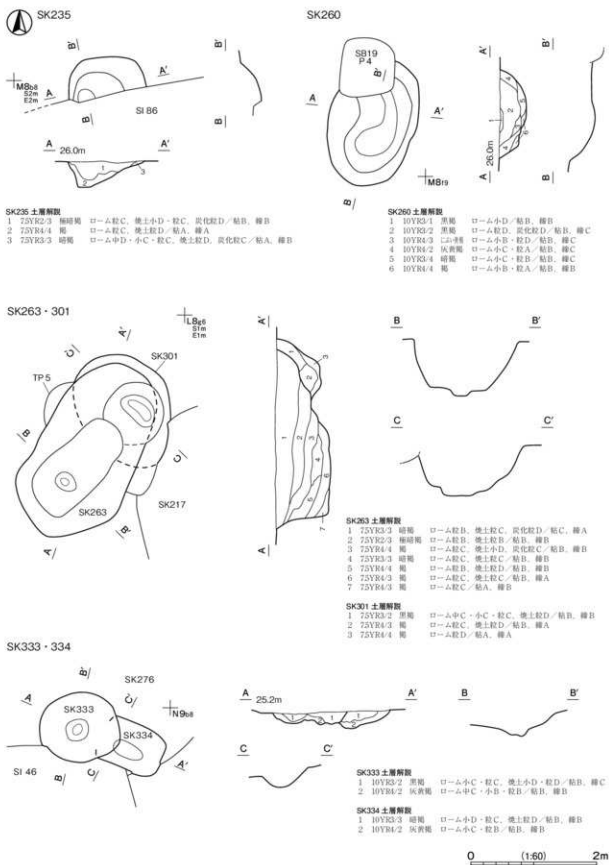 SK235
B′
A′
M8b8
S2m
E2m
A
SI 86
B
A 26.0m A′
1
2
3
B′
B
SK235 土層解説
1 7.5YR2/3 極暗褐 ローム粒C、焼土小D・粒C、炭化粒D／粘B、締B
2 7.5YR4/4 褐 ローム粒C、焼土粒D／粘A、締A
3 7.5YR3/3 暗褐 ローム中D・小C・粒C、焼土粒D、炭化粒C／粘A、締B
SK260
SB19
P4
B′
A
A′
M8f9
B
A′
A 26.0m
B′
B
SK260 土層解説
1 10YR3/1 黒褐 ローム小D／粘B、締B
2 10YR3/2 黒褐 ローム粒D、炭化粒D／粘B、締C
3 10YR4/3 にぶい黄褐 ローム小B・粒D／粘B、締C
4 10YR4/2 灰黄褐 ローム小C・粒A／粘B、締C
5 10YR3/4 暗褐 ローム小C・粒B／粘B、締C
6 10YR4/4 褐 ローム小B・粒A／粘B、締C
SK263・301
L8g6
S1m
E1m
A′
C′
SK301
TP5
B
C
SK217
SK263
B′
A
A′
A
B B′
C C′
SK263 土層解説
1 7.5YR3/3 暗褐 ローム粒B、焼土粒C、炭化粒D／粘C、締A
2 7.5YR2/3 極暗褐 ローム粒B、焼土粒B／粘B、締B
3 7.5YR4/4 褐 ローム粒C、焼土小D、炭化粒C／粘B、締B
4 7.5YR3/3 暗褐 ローム粒C、焼土粒C／粘B、締B
5 7.5YR4/4 褐 ローム粒B、焼土粒D／粘B、締B
6 7.5YR4/3 褐 ローム粒C、焼土粒C／粘B、締A
7 7.5YR4/3 褐 ローム粒C／粘A、締B
SK301 土層解説
1 7.5YR3/2 黒褐 ローム中C・小C・粒C、焼土粒D／粘B、締B
2 7.5YR4/3 褐 ローム粒C、焼土粒D／粘B、締A
3 7.5YR4/4 褐 ローム粒D／粘A、締A
SK333・334
B′
A
C′
SK276
N9b8
SK333
SK334
SI 46
B
C
A′
A 25.2m A′
B B′
C C′
SK333 土層解説
1 10YR3/2 黒褐 ローム小C・粒C、焼土小D・粒D／粘B、締C
2 10YR4/2 灰黄褐 ローム中C・小B・粒B／粘B、締B
SK334 土層解説
1 10YR3/3 暗褐 ローム小D・粒C、焼土粒D／粘B、締B
2 10YR4/2 灰黄褐 ローム小C・粒B／粘B、締B
0 (1:60) 2m